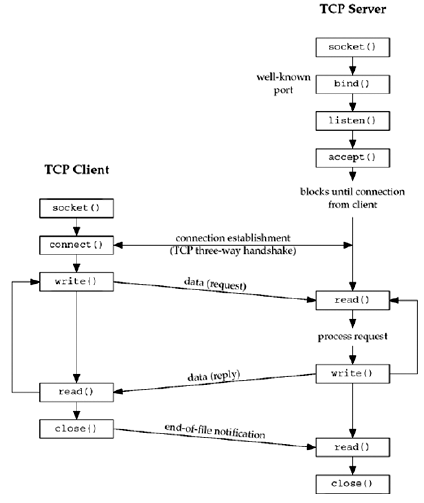 TCP Server
socket()
well-known
port
bind()
listen()
accept()
blocks until connection
from client
TCP Client
socket()
connect()
connection establishment
(TCP three-way handshake)
write()
data (request)
read()
process request
write()
data (reply)
read()
close()
end-of-file notification
read()
close()